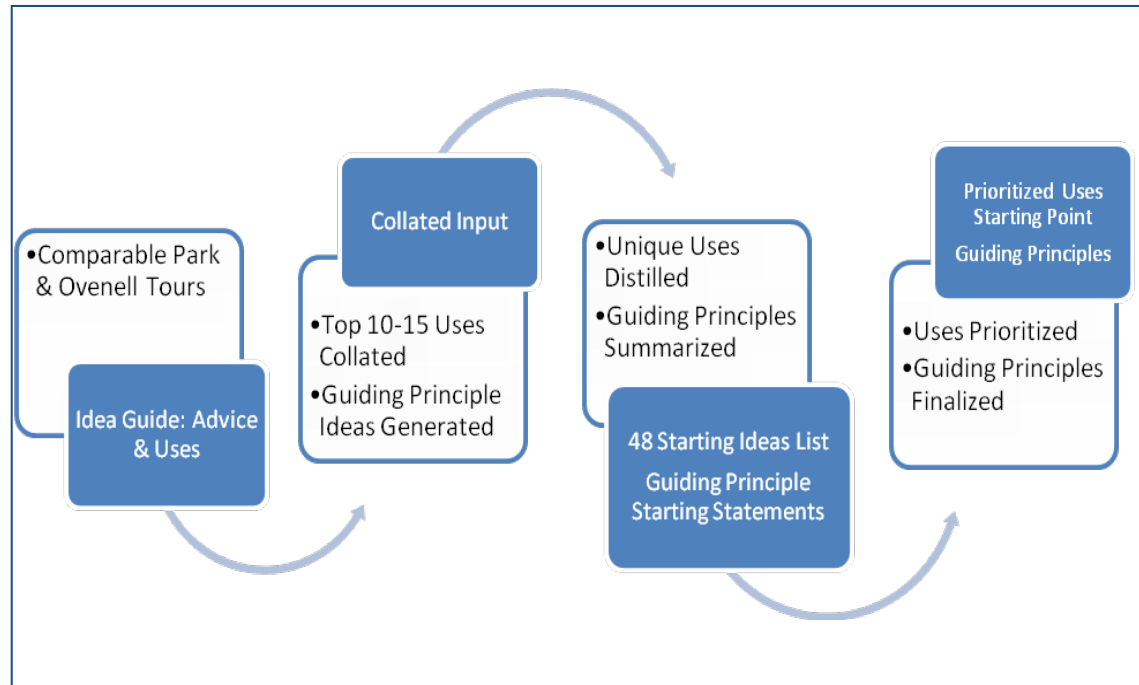 •Comparable Park
& Ovenell Tours
Idea Guide: Advice
& Uses
Collated Input
•Top 10-15 Uses
Collated
•Guiding Principle
Ideas Generated
•Unique Uses
Distilled
•Guiding Principles
Summarized
48 Starting Ideas List
Guiding Principle
Starting Statements
Prioritized Uses
Starting Point
Guiding Principles
•Uses Prioritized
•Guiding Principles
Finalized